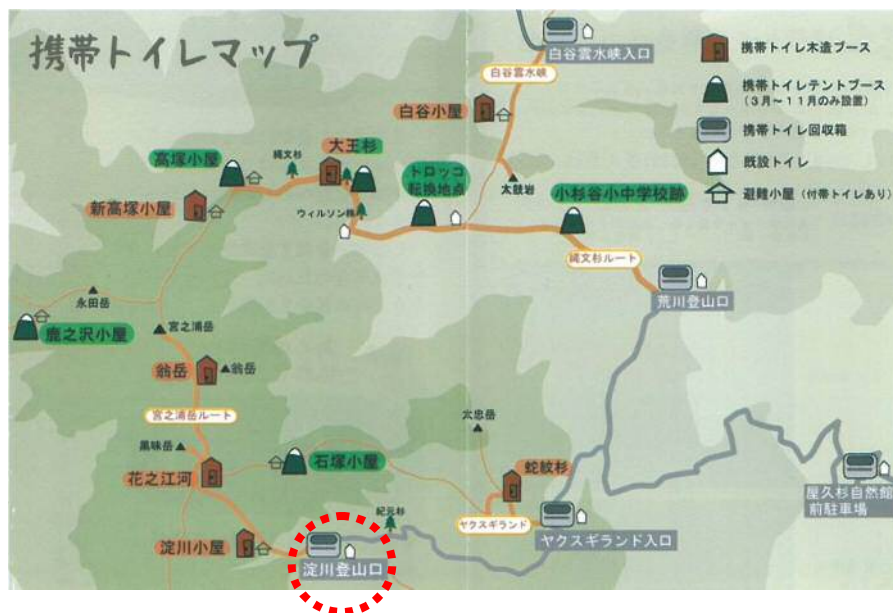 携帯トイレマップ
白谷雲水峡入口
携帯トイレ木造ブース
白谷雲水峡
携帯トイレテントブース
(3月～11月のみ設置)
白谷小屋
携帯トイレ回収箱
大王杉
高塚小屋
縄文杉
トロッコ
転換地点
既設トイレ
太鼓岩
小杉谷小中学校跡
避難小屋(付帯トイレあり)
新高塚小屋
ウィルソン株
縄文杉ルート
荒川登山口
永田岳
宮之浦岳
鹿之沢小屋
翁岳
翁岳
宮之浦岳ルート
太忠岳
黒味岳
石塚小屋
蛇紋杉
花之江河
屋久杉自然館
前駐車場
紀元杉
ヤクスギランド
淀川小屋
ヤクスギランド入口
淀川登山口